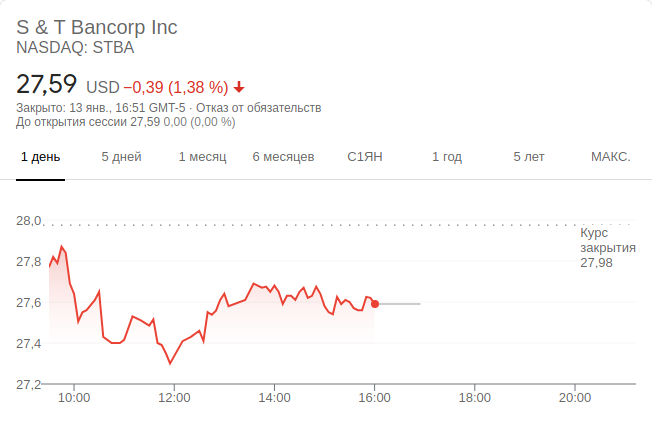 S & T Bancorp Inc
NASDAQ: STBA
27,59 USD −0,39 (1,38 %)
Закрыто: 13 янв., 16:51 GMT-5 · Отказ от обязательств
До открытия сессии 27,59 0,00 (0,00 %)
1 день 5 дней 1 месяц 6 месяцев С1ЯН 1 год 5 лет МАКС.
28,0
Курс
закрытия
27,98
27,8
27,6
27,4
27,2
10:00 12:00 14:00 16:00 18:00 20:00